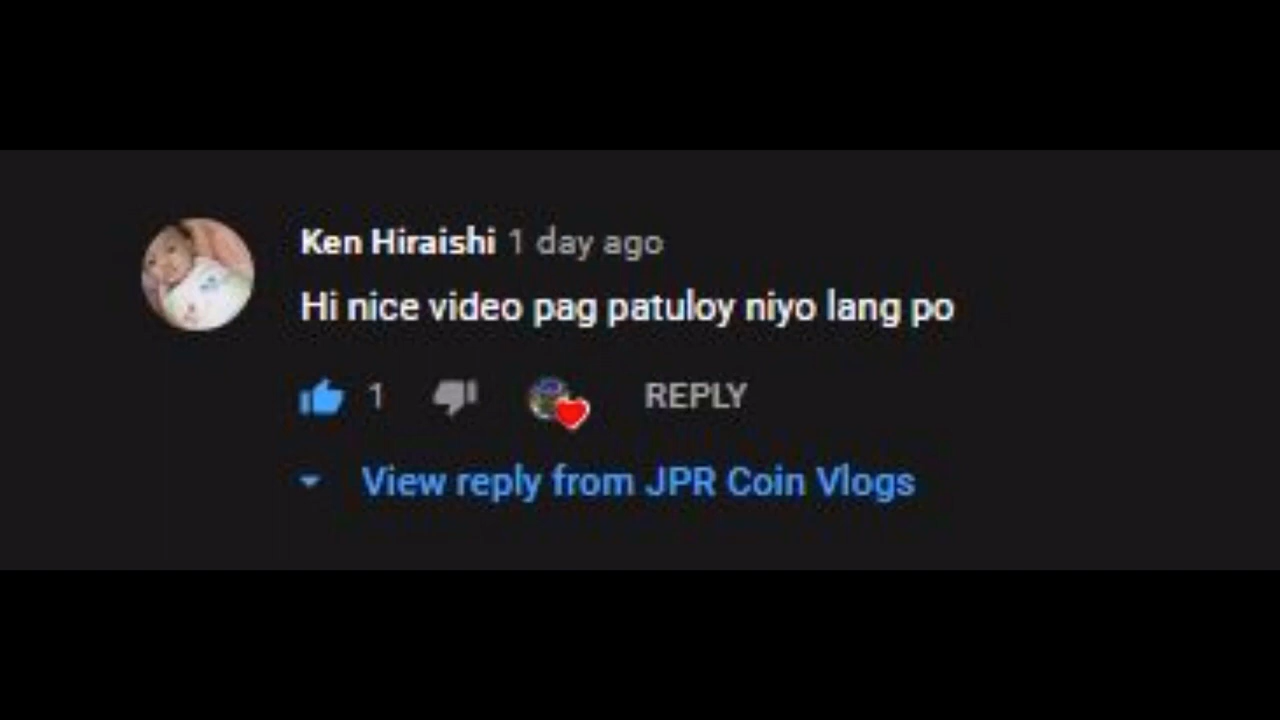 Ken Hiraishi 1 day ago
Hi nice video pag patuloy niyo lang po
1 REPLY
View reply from JPR Coin Vlogs